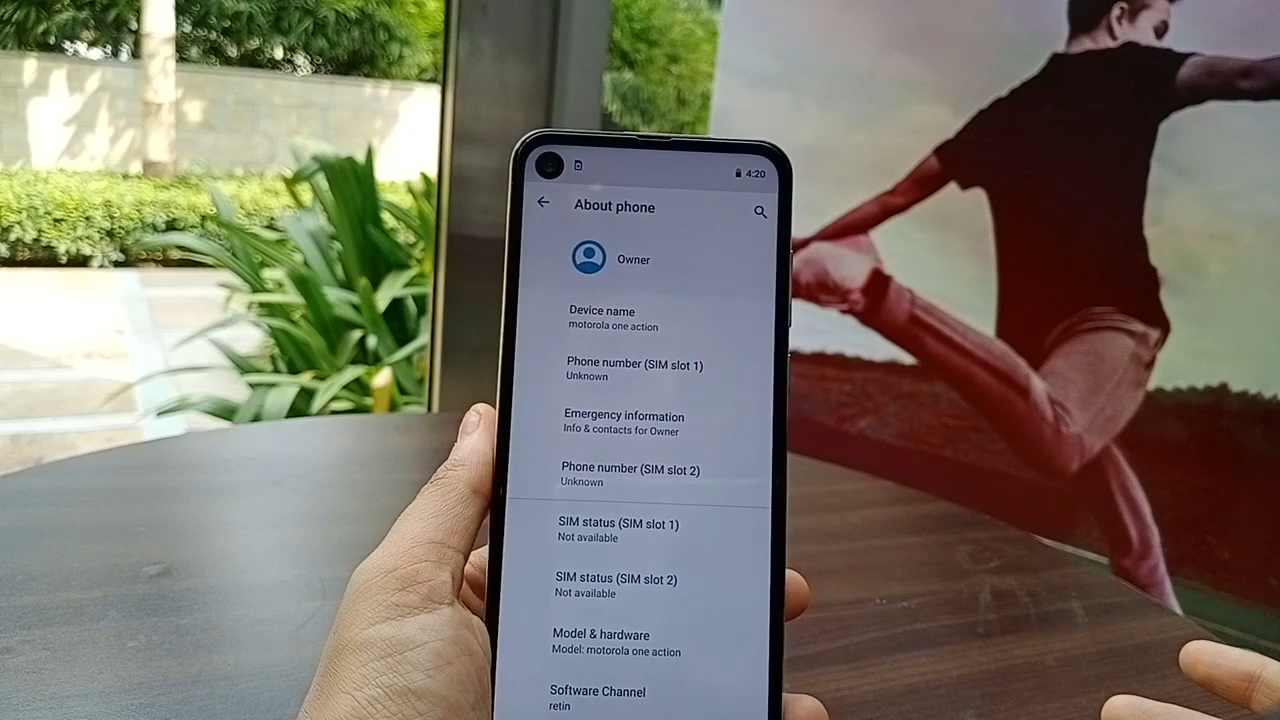 4:20
About phone
Owner
Device name
motorola one action
Phone number (SIM slot 1)
Unknown
Emergency information
Info & contacts for Owner
Phone number (SIM slot 2)
Unknown
SIM status (SIM slot 1)
Not available
SIM status (SIM slot 2)
Not available
Model & hardware
Model: motorola one action
Software Channel
retin